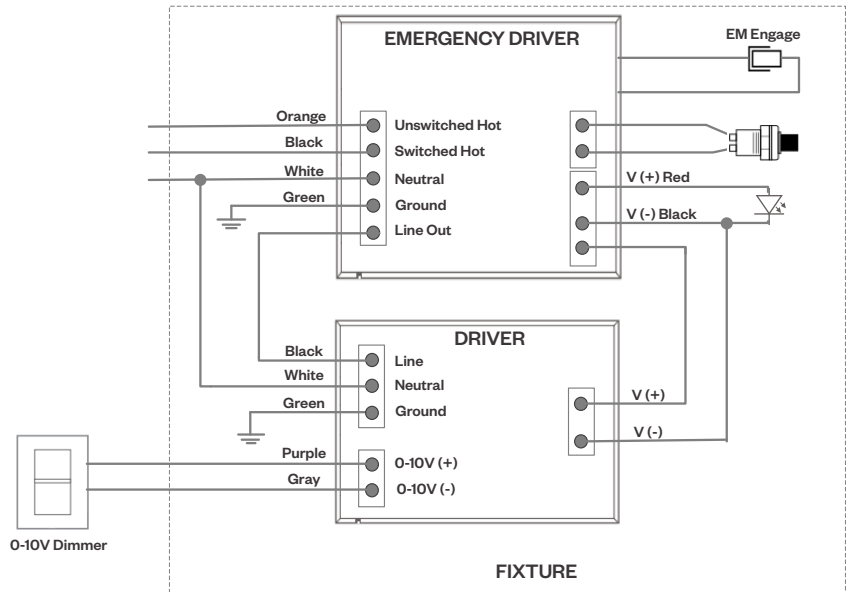 EMERGENCY DRIVER
EM Engage
Orange
Unswitched Hot
Black
Switched Hot
White
Neutral
Green
Ground
Line Out
V (+) Red
V (-) Black
DRIVER
Black
Line
White
Neutral
Green
Ground
V (+)
V (-)
Purple
0-10V (+)
Gray
0-10V (-)
0-10V Dimmer
FIXTURE